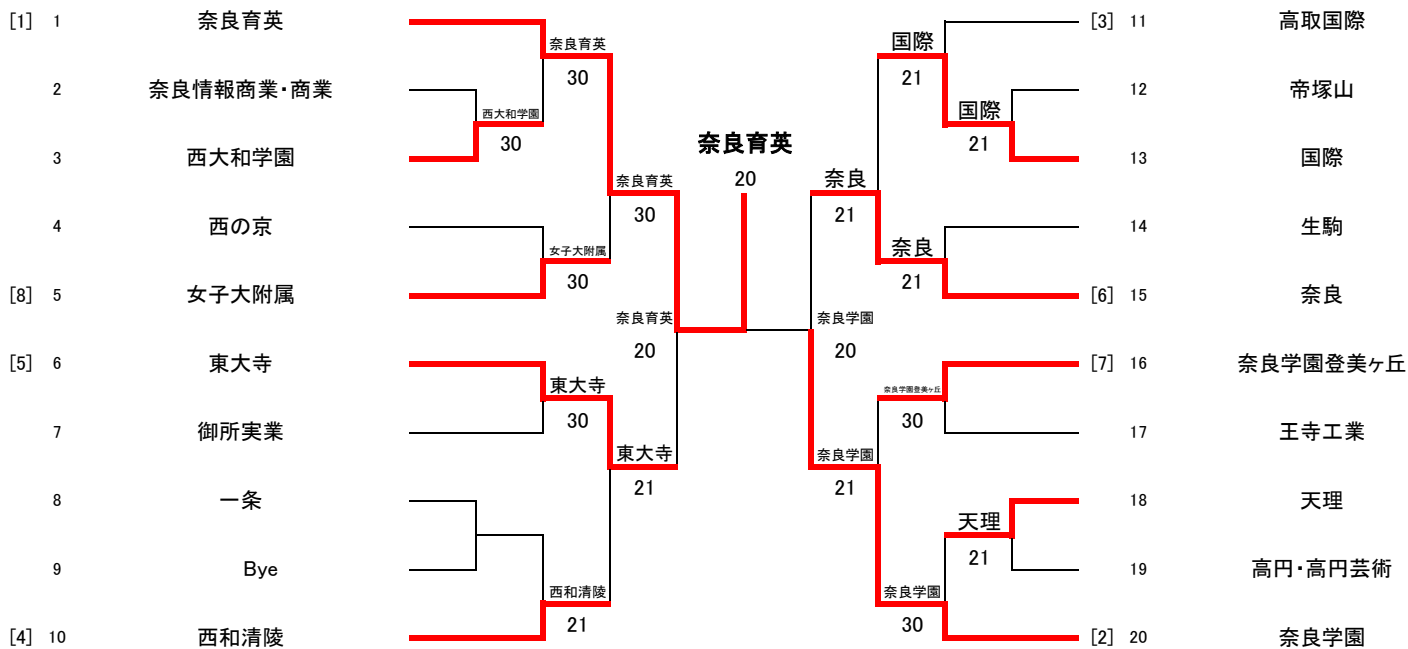 [1] 1 奈良育英
2 奈良情報商業・商業
3 西大和学園
4 西の京
[8] 5 女子大附属
[5] 6 東大寺
7 御所実業
8 一条
9 Bye
[4] 10 西和清陵
奈良育英
30
西大和学園
30
奈良育英
30
女子大附属
30
奈良育英
20
東大寺
30
東大寺
21
西和清陵
21
奈良育英
20
国際
21
国際
21
奈良
21
奈良
21
奈良学園
20
奈良学園登美ヶ丘
30
奈良学園
21
天理
21
奈良学園
30
[3] 11 高取国際
12 帝塚山
13 国際
14 生駒
[6] 15 奈良
[7] 16 奈良学園登美ヶ丘
17 王寺工業
18 天理
19 高円・高円芸術
[2] 20 奈良学園